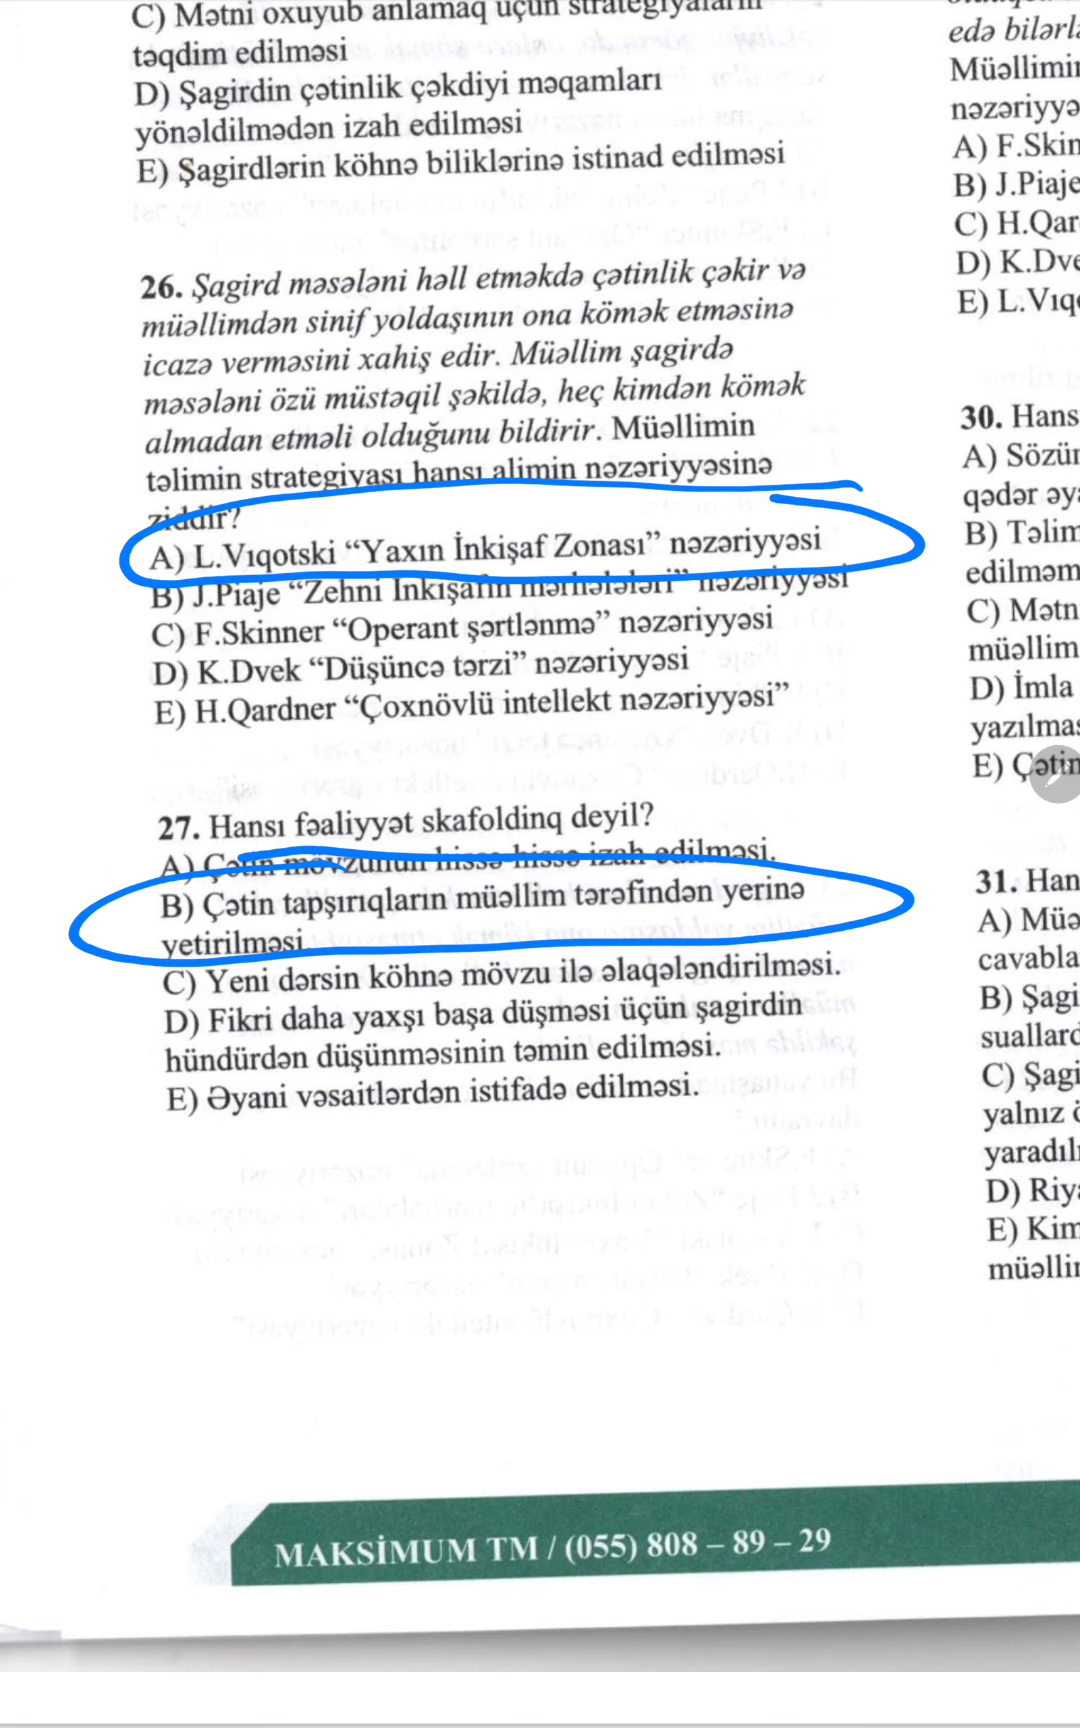 C) Mətni oxuyub anlamaq üçün strategiyaların
təqdim edilməsi
D) Şagirdin çətinlik çəkdiyi məqamları
yönəldilmədən izah edilməsi
E) Şagirdlərin köhnə biliklərinə istinad edilməsi
26. Şagird məsələni həll etməkdə çətinlik çəkir və
müəllimdən sinif yoldaşının ona kömək etməsinə
icazə verməsini xahiş edir. Müəllim şagirdə
məsələni özü müstəqil şəkildə, heç kimdən kömək
almadan etməli olduğunu bildirir. Müəllimin
təlimin strategiyası hansı alimin nəzəriyyəsinə
ziddir?
A) L. Vıqotski “Yaxın İnkişaf Zonası” nəzəriyyəsi
B) J.Piaje “Zehni İnkişafın mərhələləri” nəzəriyyəsi
C) F.Skinner “Operant şərtlənmə” nəzəriyyəsi
D) K.Dvek “Düşüncə tərzi” nəzəriyyəsi
E) H.Qardner “Çoxnövlü intellekt nəzəriyyəsi”
27. Hansı fəaliyyət skafoldinq deyil?
A) Çətin mövzunun hissə-hissə izah edilməsi.
B) Çətin tapşırıqların müəllim tərəfindən yerinə
yetirilməsi.
C) Yeni dərsin köhnə mövzu ilə əlaqələndirilməsi.
D) Fikri daha yaxşı başa düşməsi üçün şagirdin
hündürdən düşünməsinin təmin edilməsi.
E) Əyani vəsaitlərdən istifadə edilməsi.
edə bilərlə
Müəllimin
nəzəriyyə
A) F.Skin
B) J.Piaje
C) H.Qar
D) K.Dve
E) L.Vıq
30. Hans
A) Sözün
qədər əya
B) Təlim
edilməm
C) Mətn
müəllim
D) İmla
yazılmas
E) Çətin
31. Han
A) Müə
cavabla
B) Şagi
suallard
C) Şagi
yalnız
yaradılı
D) Riya
E) Kim
müəllin
MAKSİMUM TM / (055) 808 – 89 – 29